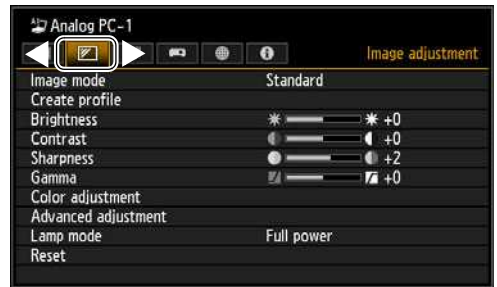 Analog PC-1
Image adjustment
Image mode Standard
Create profile
Brightness +0
Contrast +0
Sharpness +2
Gamma +0
Color adjustment
Advanced adjustment
Lamp mode Full power
Reset